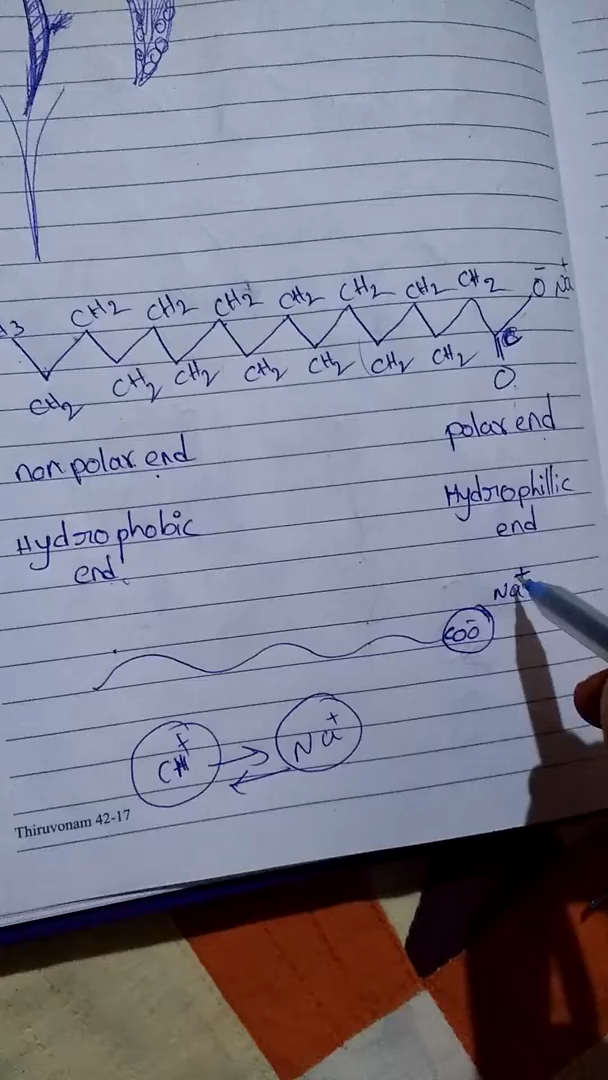 CH2 CH2 CH2 CH2 CH2 CH2 CH2 O⁻ Na⁺
CH2 CH2 CH2 CH2 CH2 CH2 CH2 C
O
non polar end polar end
Hydrophobic end Hydrophillic end
Na⁺
COO⁻
Na⁺
Thiruvonam 42-17